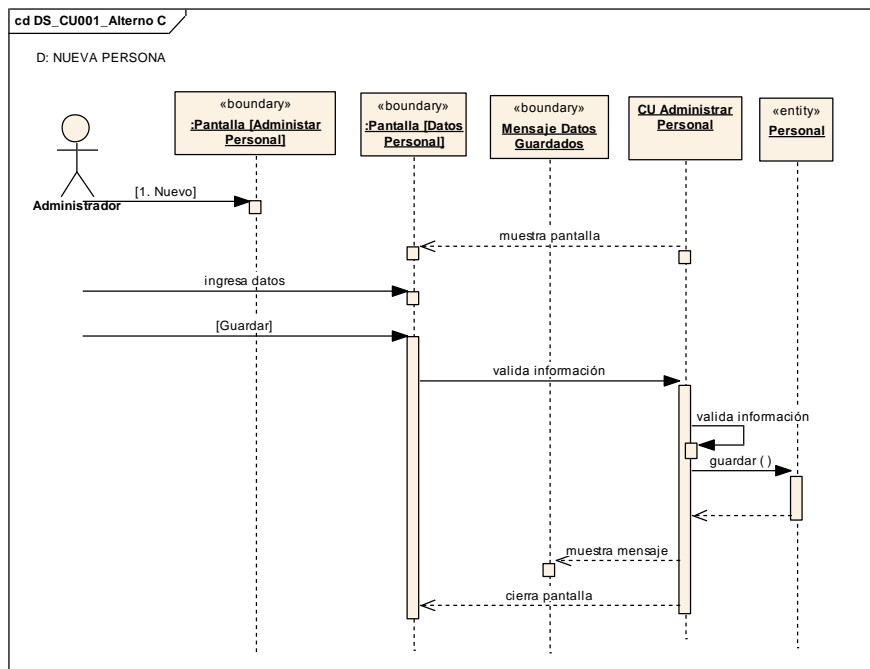 cd DS_CU001_Alterno C
D: NUEVA PERSONA
«boundary»
:Pantalla [Administar
Personal]
«boundary»
:Pantalla [Datos
Personal]
«boundary»
Mensaje Datos
Guardados
CU Administrar
Personal
«entity»
Personal
Administrador
[1. Nuevo]
muestra pantalla
ingresa datos
[Guardar]
valida información
valida información
guardar ( )
muestra mensaje
cierra pantalla